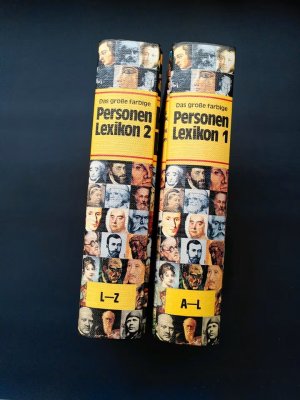 Das große farbige
Personen
Lexikon 2
L—Z
Das große farbige
Personen
Lexikon 1
A—L